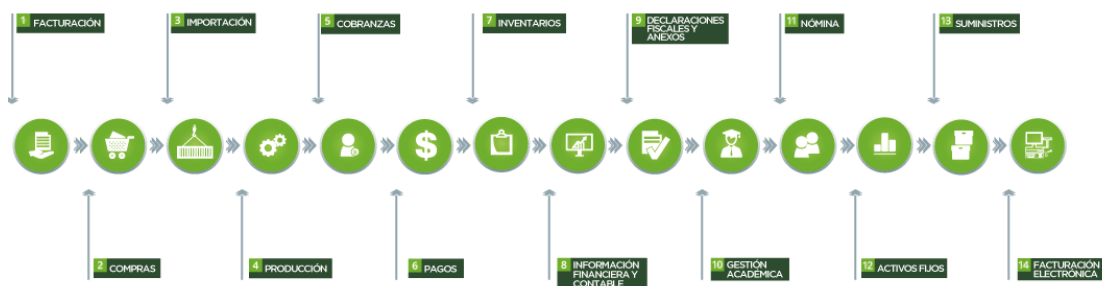 1 FACTURACIÓN
2 COMPRAS
3 IMPORTACIÓN
4 PRODUCCIÓN
5 COBRANZAS
6 PAGOS
7 INVENTARIOS
8 INFORMACIÓN
FINANCIERA Y
CONTABLE
9 DECLARACIONES
FISCALES Y
ANEXOS
10 GESTIÓN
ACADÉMICA
11 NÓMINA
12 ACTIVOS FIJOS
13 SUMINISTROS
14 FACTURACIÓN
ELECTRÓNICA
$